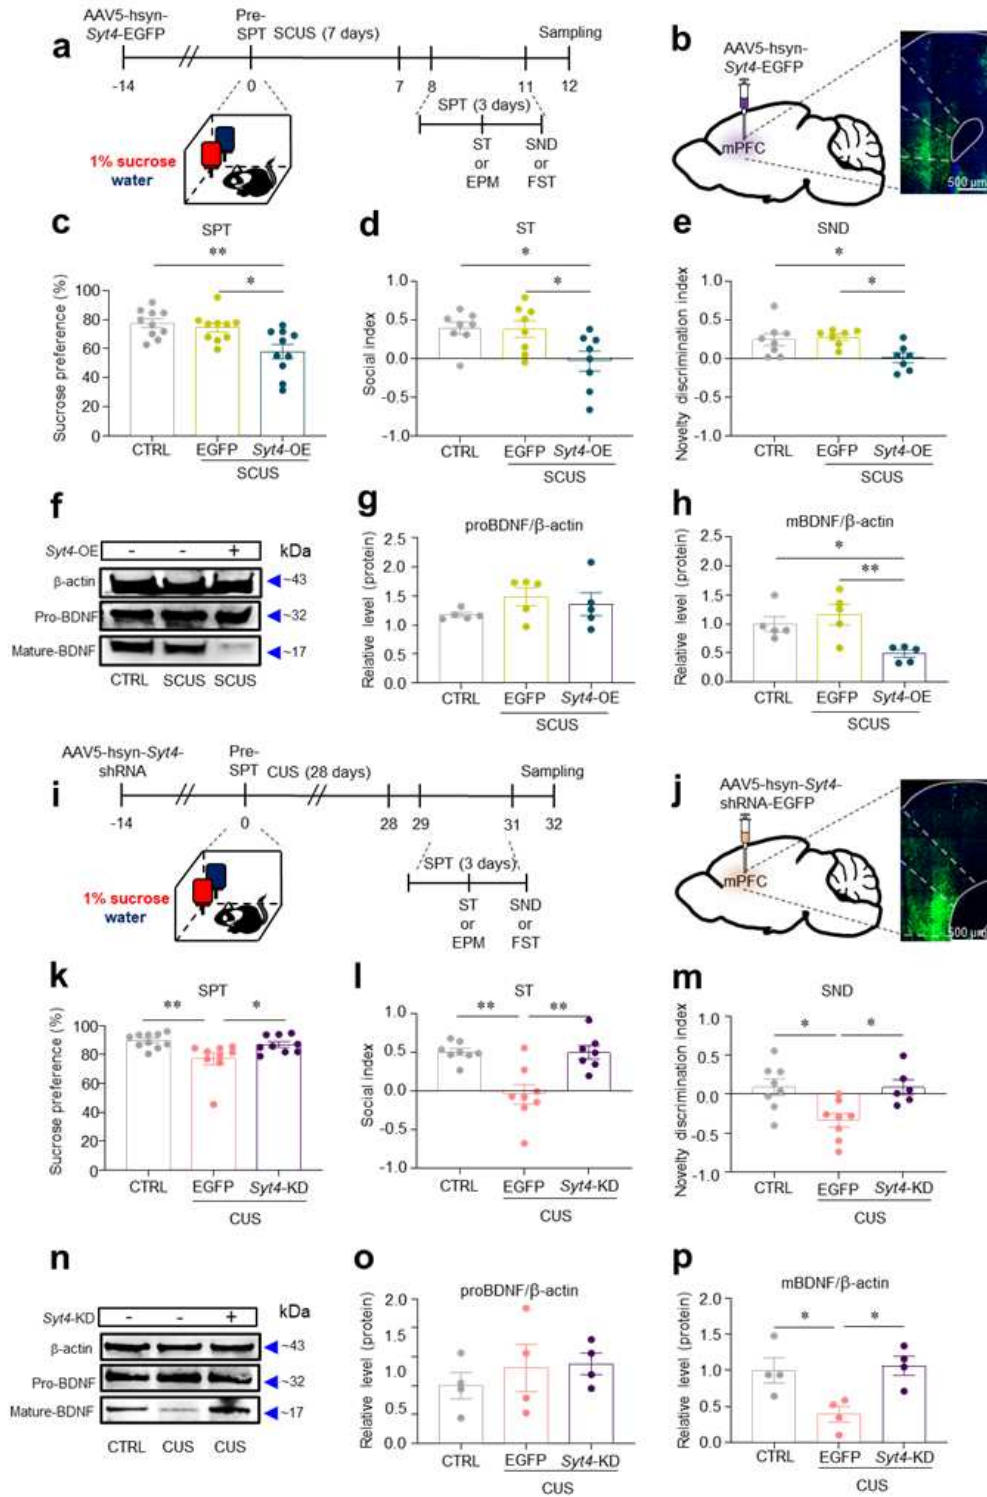 a
AAV5-hsyn-
Syt4-EGFP
Pre-
SPT
SCUS (7 days)
Sampling
-14
0
7
8
11
12
SPT (3 days)
ST
or
EPM
SND
or
FST
1% sucrose
water
b
AAV5-hsyn-
Syt4-EGFP
mPFC
500 μm
c
SPT
**
*
Sucrose preference (%)
100
80
60
40
20
0
CTRL
EGFP
Syt4-OE
SCUS
d
ST
*
*
Social index
1.0
0.5
0.0
-0.5
-1.0
CTRL
EGFP
Syt4-OE
SCUS
e
SND
*
*
Novelty discrimination index
1.0
0.5
0.0
-0.5
-1.0
CTRL
EGFP
Syt4-OE
SCUS
f
Syt4-OE - - + kDa
β-actin ~43
Pro-BDNF ~32
Mature-BDNF ~17
CTRL SCUS SCUS
g
proBDNF/β-actin
Relative level (protein)
2.5
2.0
1.5
1.0
0.5
0.0
CTRL
EGFP
Syt4-OE
SCUS
h
mBDNF/β-actin
*
**
Relative level (protein)
2.5
2.0
1.5
1.0
0.5
0.0
CTRL
EGFP
Syt4-OE
SCUS
i
AAV5-hsyn-Syt4-
shRNA
Pre-
SPT
CUS (28 days)
Sampling
-14
0
28
29
31
32
SPT (3 days)
ST
or
EPM
SND
or
FST
1% sucrose
water
j
AAV5-hsyn-Syt4-
shRNA-EGFP
mPFC
500 μm
k
SPT
**
*
Sucrose preference (%)
100
80
60
40
20
0
CTRL
EGFP
Syt4-KD
CUS
l
ST
**
**
Social index
1.0
0.5
0.0
-0.5
-1.0
CTRL
EGFP
Syt4-KD
CUS
m
SND
*
*
Novelty discrimination index
1.0
0.5
0.0
-0.5
-1.0
CTRL
EGFP
Syt4-KD
CUS
n
Syt4-KD - - + kDa
β-actin ~43
Pro-BDNF ~32
Mature-BDNF ~17
CTRL CUS CUS
o
proBDNF/β-actin
Relative level (protein)
2.0
1.5
1.0
0.5
0.0
CTRL
EGFP
Syt4-KD
CUS
p
mBDNF/β-actin
*
*
Relative level (protein)
2.0
1.5
1.0
0.5
0.0
CTRL
EGFP
Syt4-KD
CUS